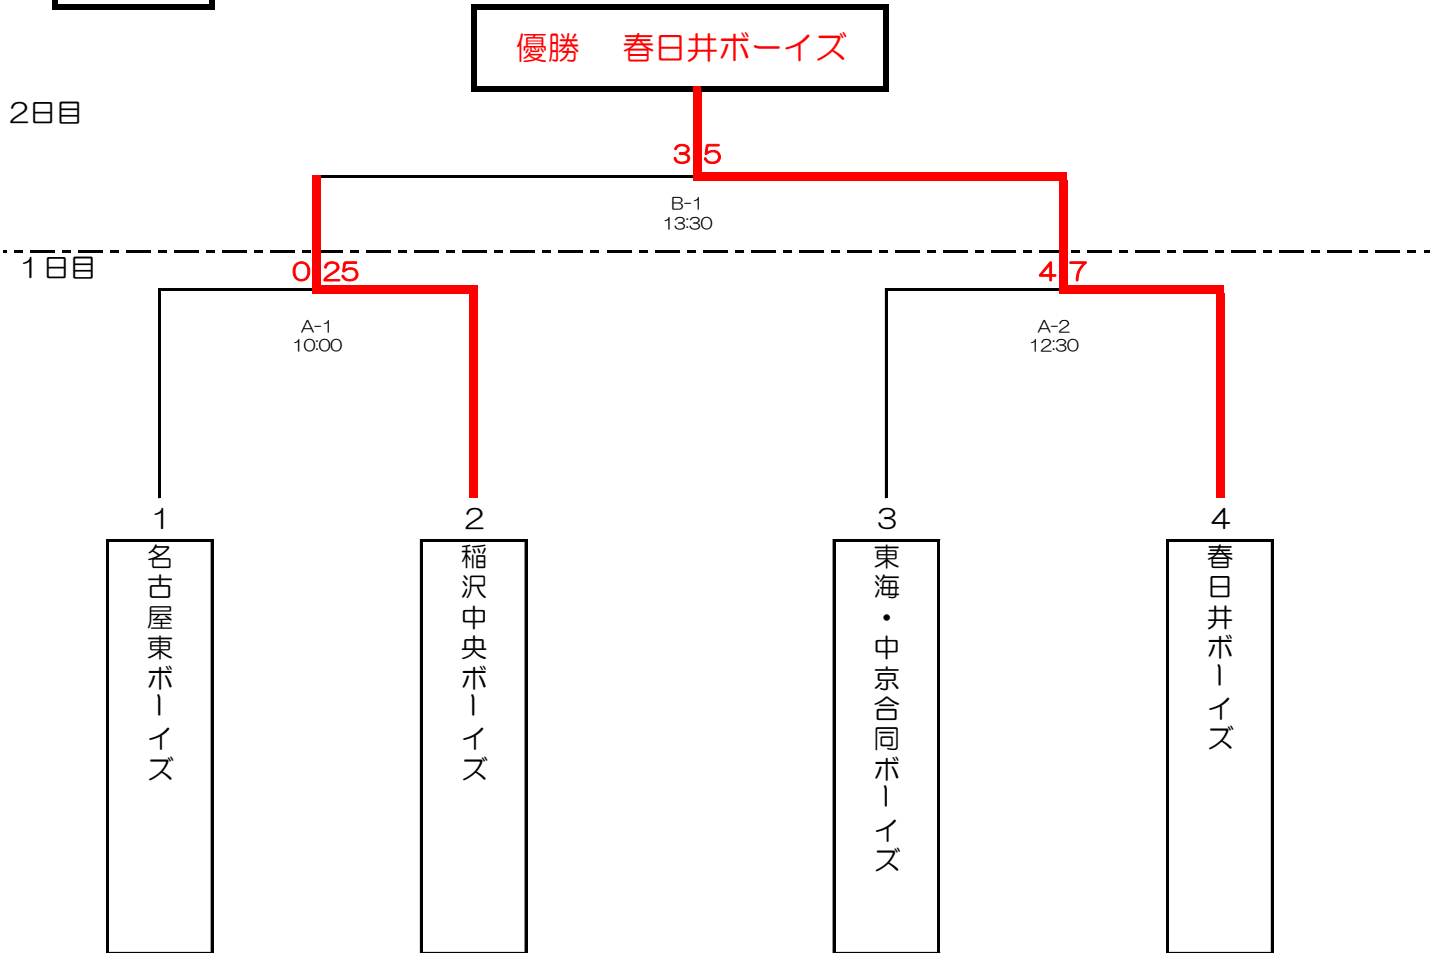 優勝　春日井ボーイズ
2日目
3 5
B-1
13:30
1日目
0 25
4 7
A-1
10:00
A-2
12:30
1
2
3
4
名古屋東ボーイズ
稲沢中央ボーイズ
東海・中京合同ボーイズ
春日井ボーイズ